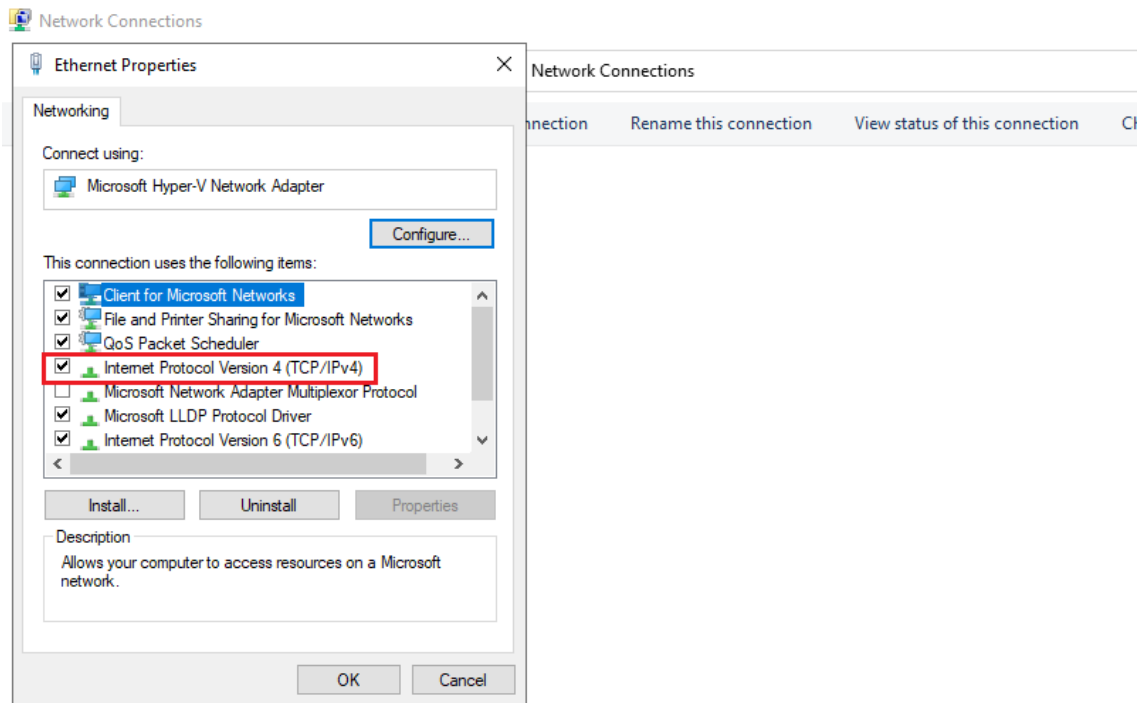 Network Connections
Ethernet Properties
Network Connections
Networking
nnection
Rename this connection
View status of this connection
Connect using:
Microsoft Hyper-V Network Adapter
Configure...
This connection uses the following items:
Client for Microsoft Networks
File and Printer Sharing for Microsoft Networks
QoS Packet Scheduler
Internet Protocol Version 4 (TCP/IPv4)
Microsoft Network Adapter Multiplexor Protocol
Microsoft LLDP Protocol Driver
Internet Protocol Version 6 (TCP/IPv6)
Install...
Uninstall
Properties
Description
Allows your computer to access resources on a Microsoft
network.
OK
Cancel